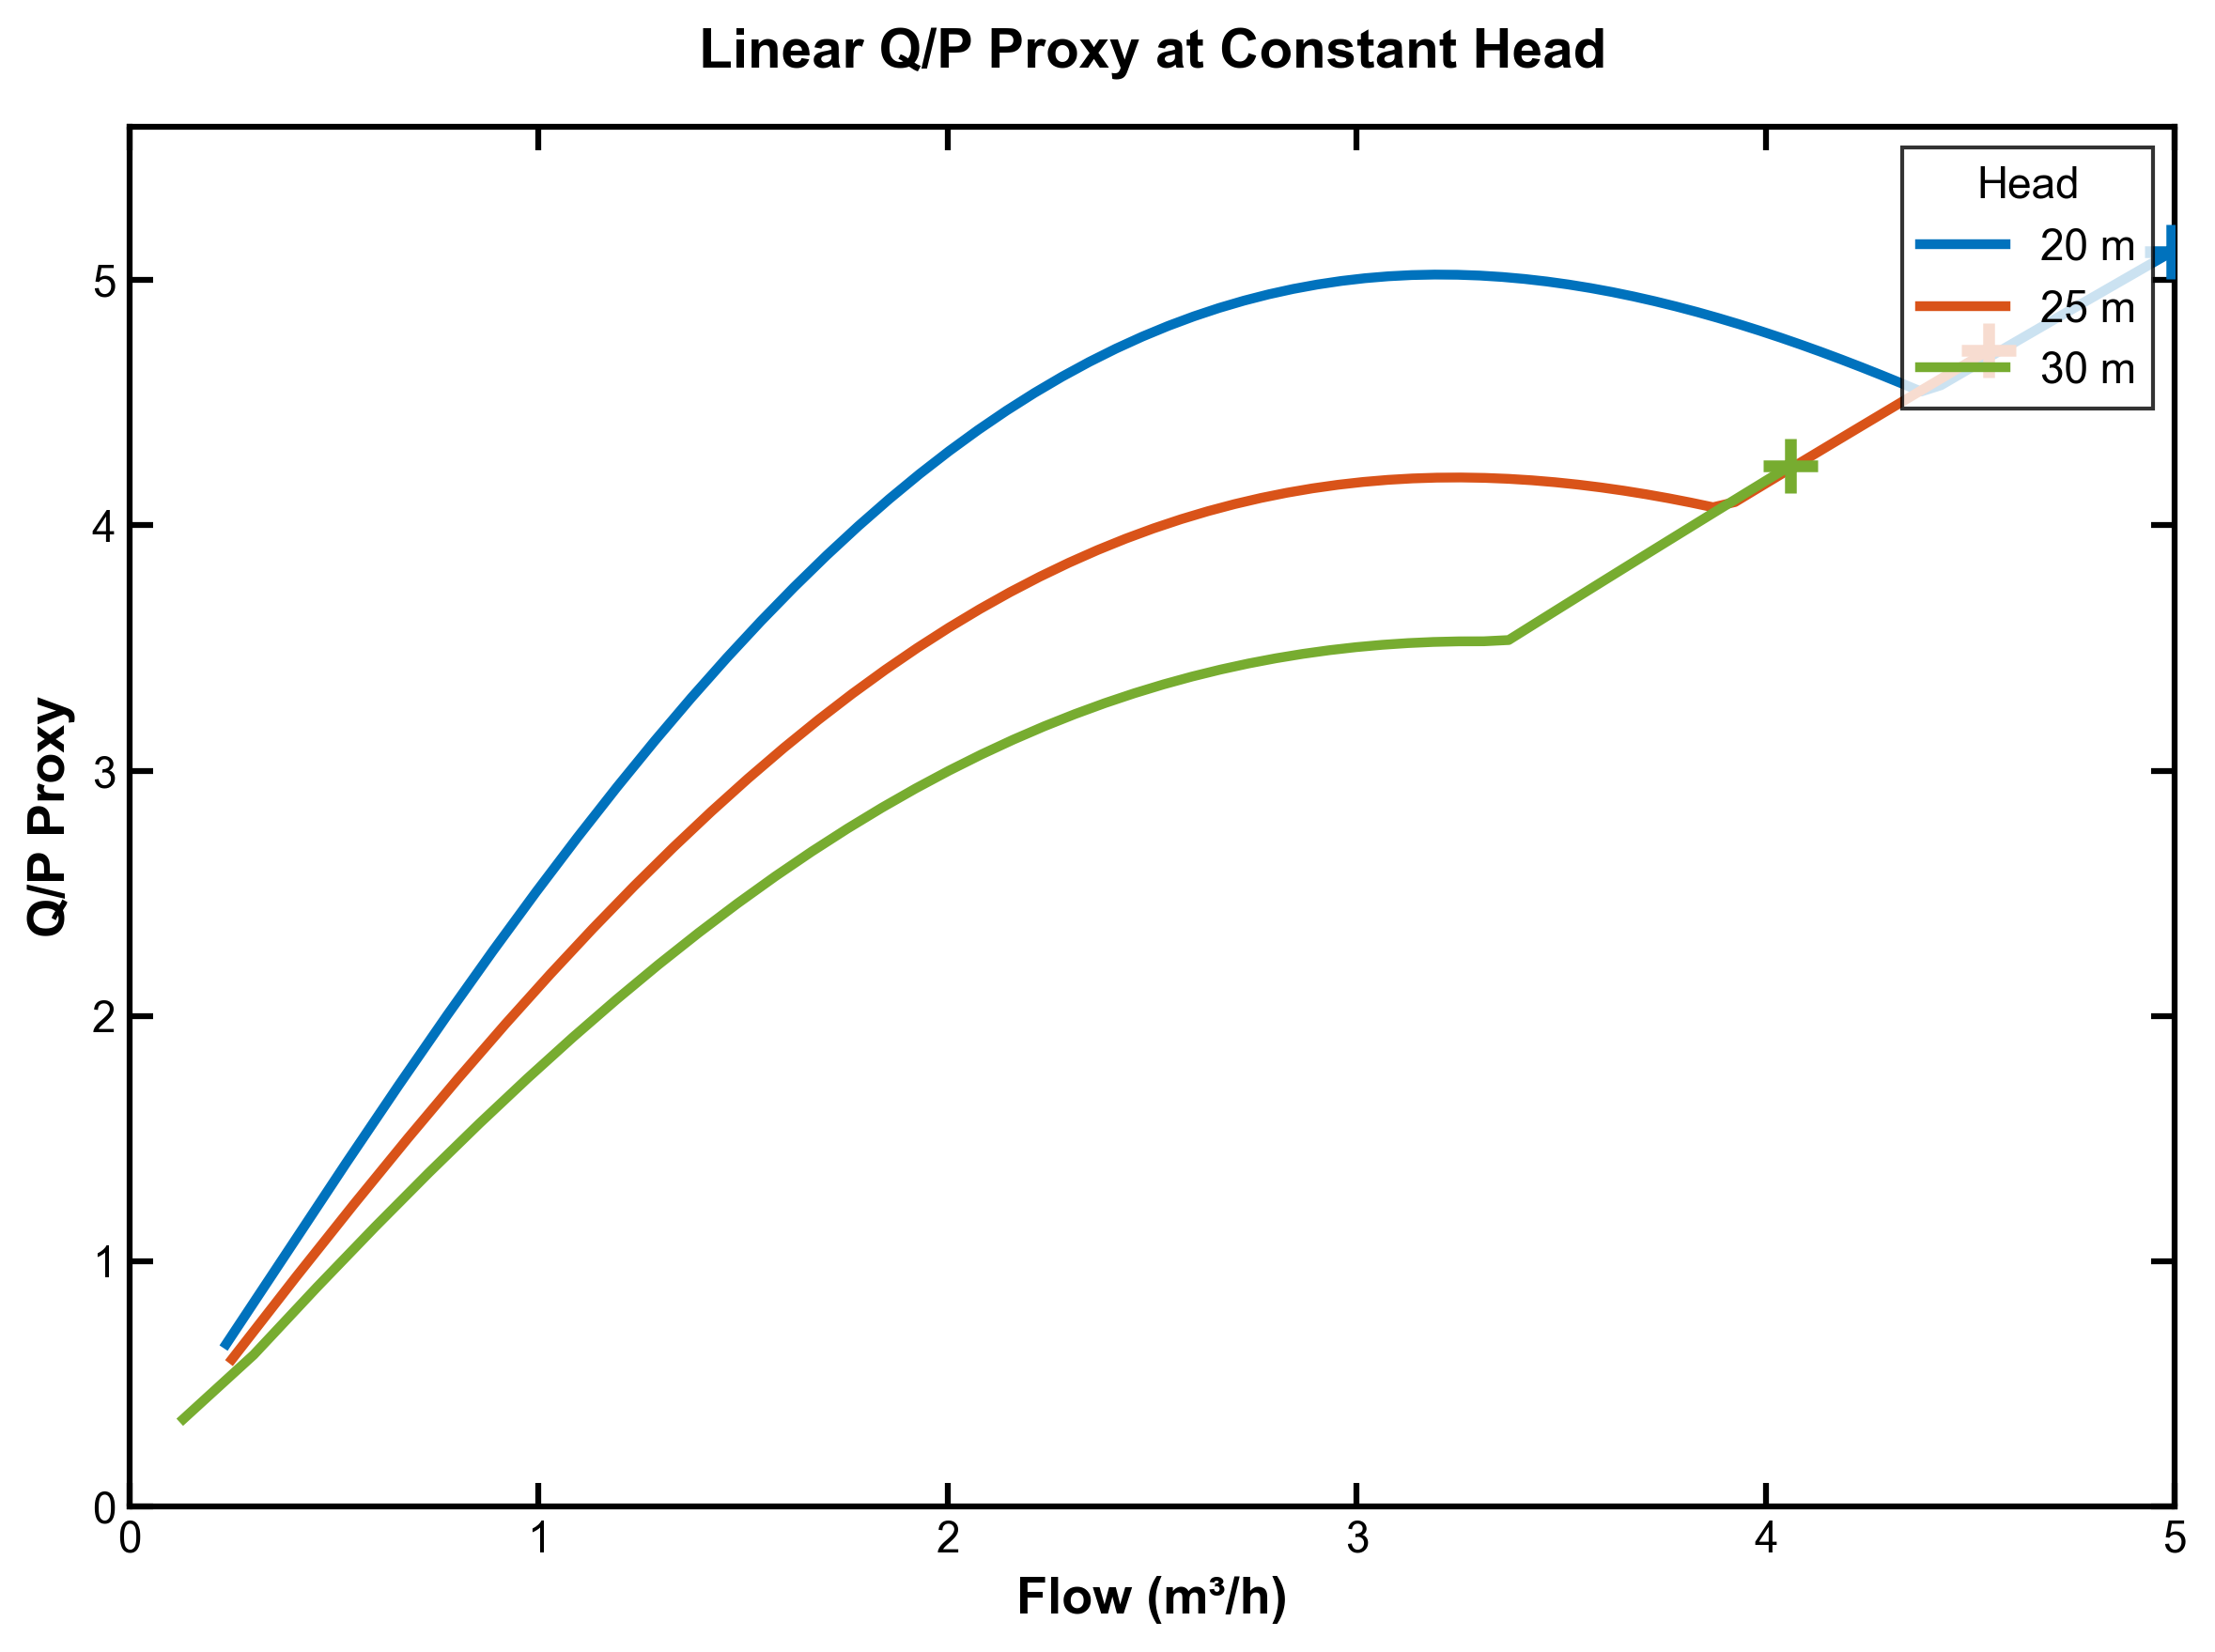 Linear Q/P Proxy at Constant Head
Head
20 m
25 m
30 m
5
4
3
2
1
0
Q/P Proxy
0 1 2 3 4 5
Flow (m³/h)